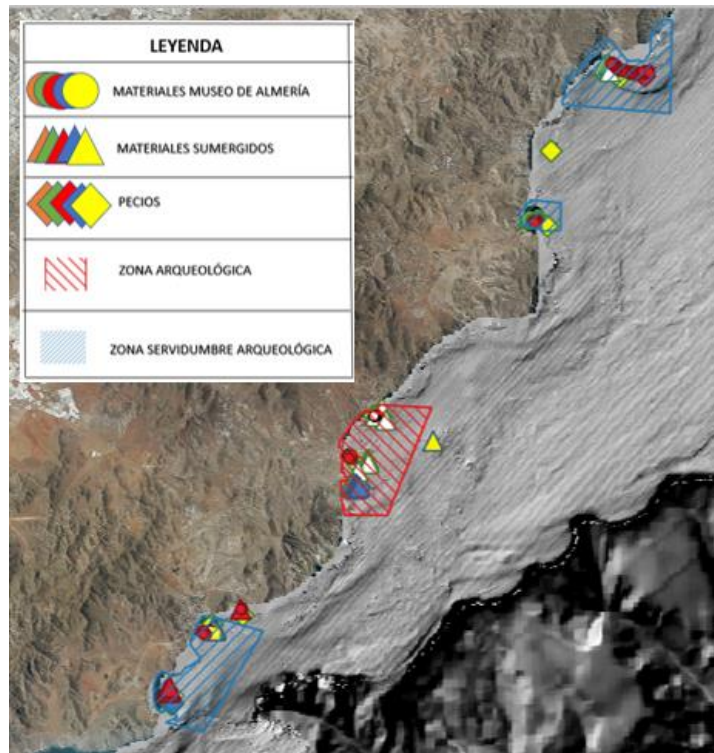 LEYENDA
MATERIALES MUSEO DE ALMERÍA
MATERIALES SUMERGIDOS
PECIOS
ZONA ARQUEOLÓGICA
ZONA SERVIDUMBRE ARQUEOLÓGICA